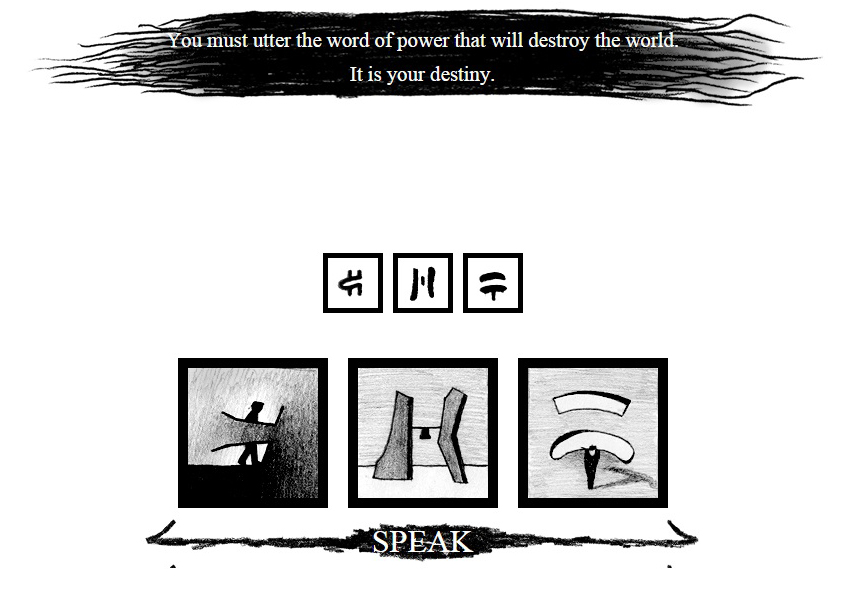 You must utter the word of power that will destroy the world.
It is your destiny.
SPEAK